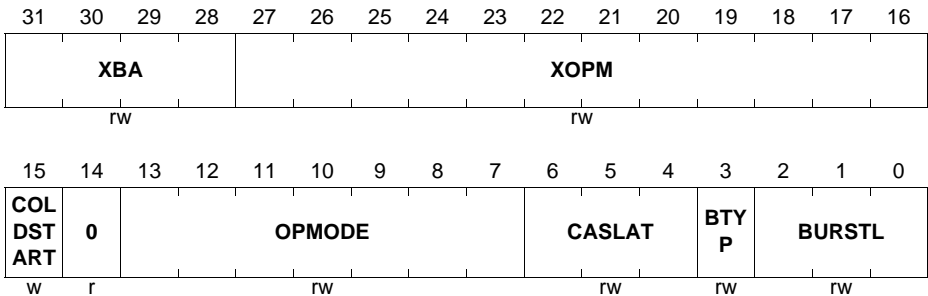 31 30 29 28 27 26 25 24 23 22 21 20 19 18 17 16
XBA XOPM
rw rw
15 14 13 12 11 10 9 8 7 6 5 4 3 2 1 0
COL
DST
ART
0 OPMODE CASLAT
BTY
P
BURSTL
w r rw rw rw rw